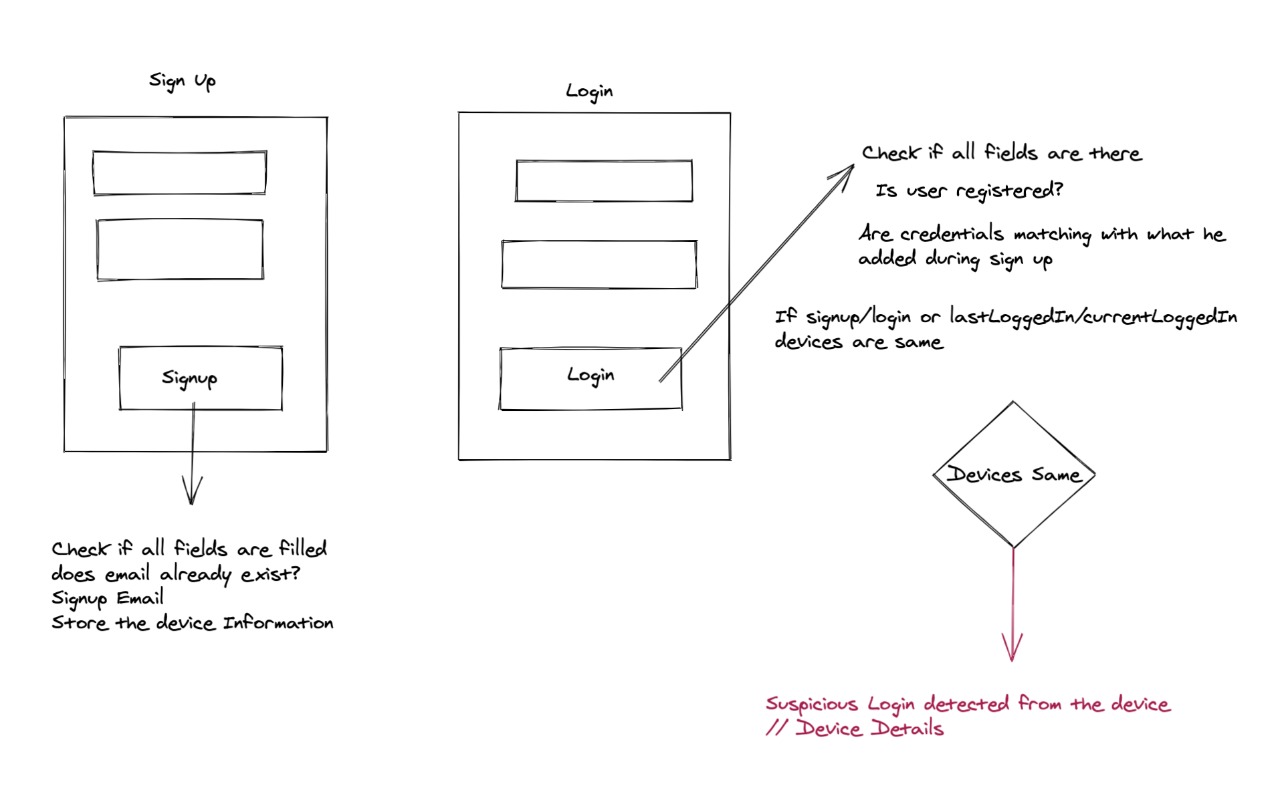 Sign Up
Signup
Check if all fields are filled
does email already exist?
Signup Email
Store the device Information
Login
Login
Check if all fields are there
Is user registered?
Are credentials matching with what he
added during sign up
If signup/login or lastLoggedIn/currentLoggedIn
devices are same
Devices Same
Suspicious Login detected from the device
// Device Details